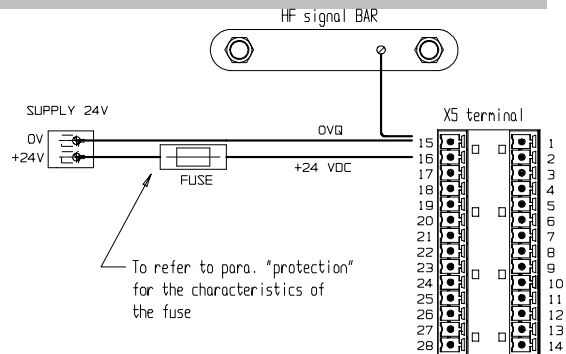 HF signal BAR
SUPPLY 24V
X5 terminal
0V
0VQ
+24V
+24 VDC
FUSE
To refer to para. "protection"
for the characteristics of
the fuse
15 1
16 2
17 3
18 4
19 5
20 6
21 7
22 8
23 9
24 10
25 11
26 12
27 13
28 14